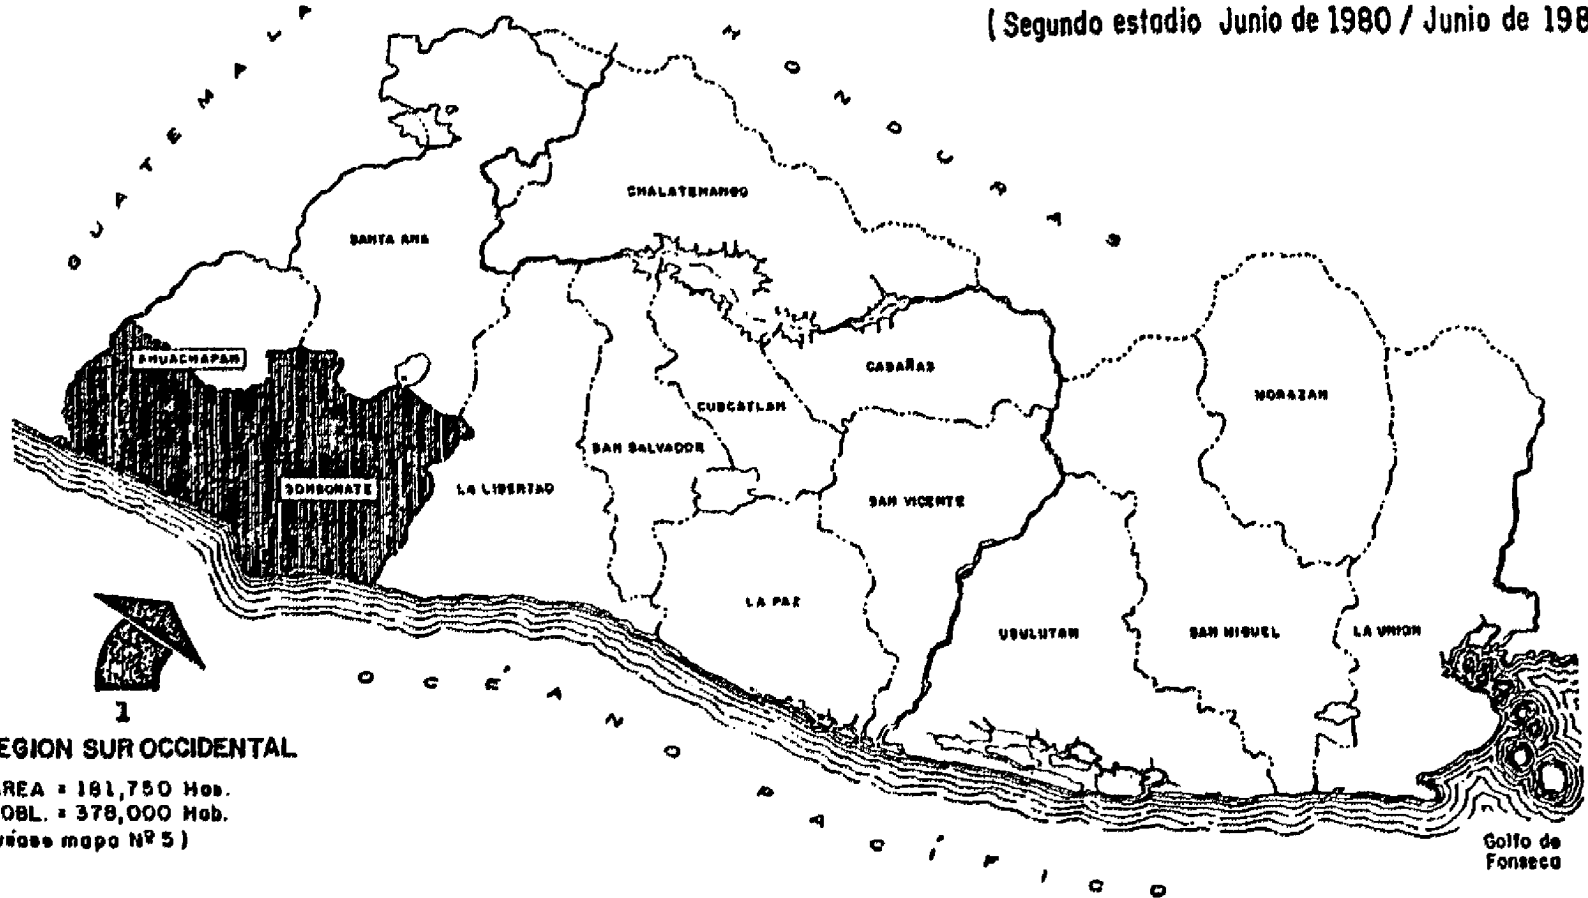 ( Segundo estadio Junio de 1980 / Junio de 198
GUATEMALA
HONDURAS
CHALATENANGO
SANTA ANA
AHUACHAPAN
CABAÑAS
MORAZAN
CUSCATLAN
SAN SALVADOR
SONSONATE
LA LIBERTAD
SAN VICENTE
LA PAZ
USULUTAN
SAN MIGUEL
LA UNION
OCÉANO PACÍFICO
1
EGION SUR OCCIDENTAL
REA = 181,750 Has.
OBL. = 378,000 Hab.
véase mapa Nº 5 )
Golfo de
Fonseca